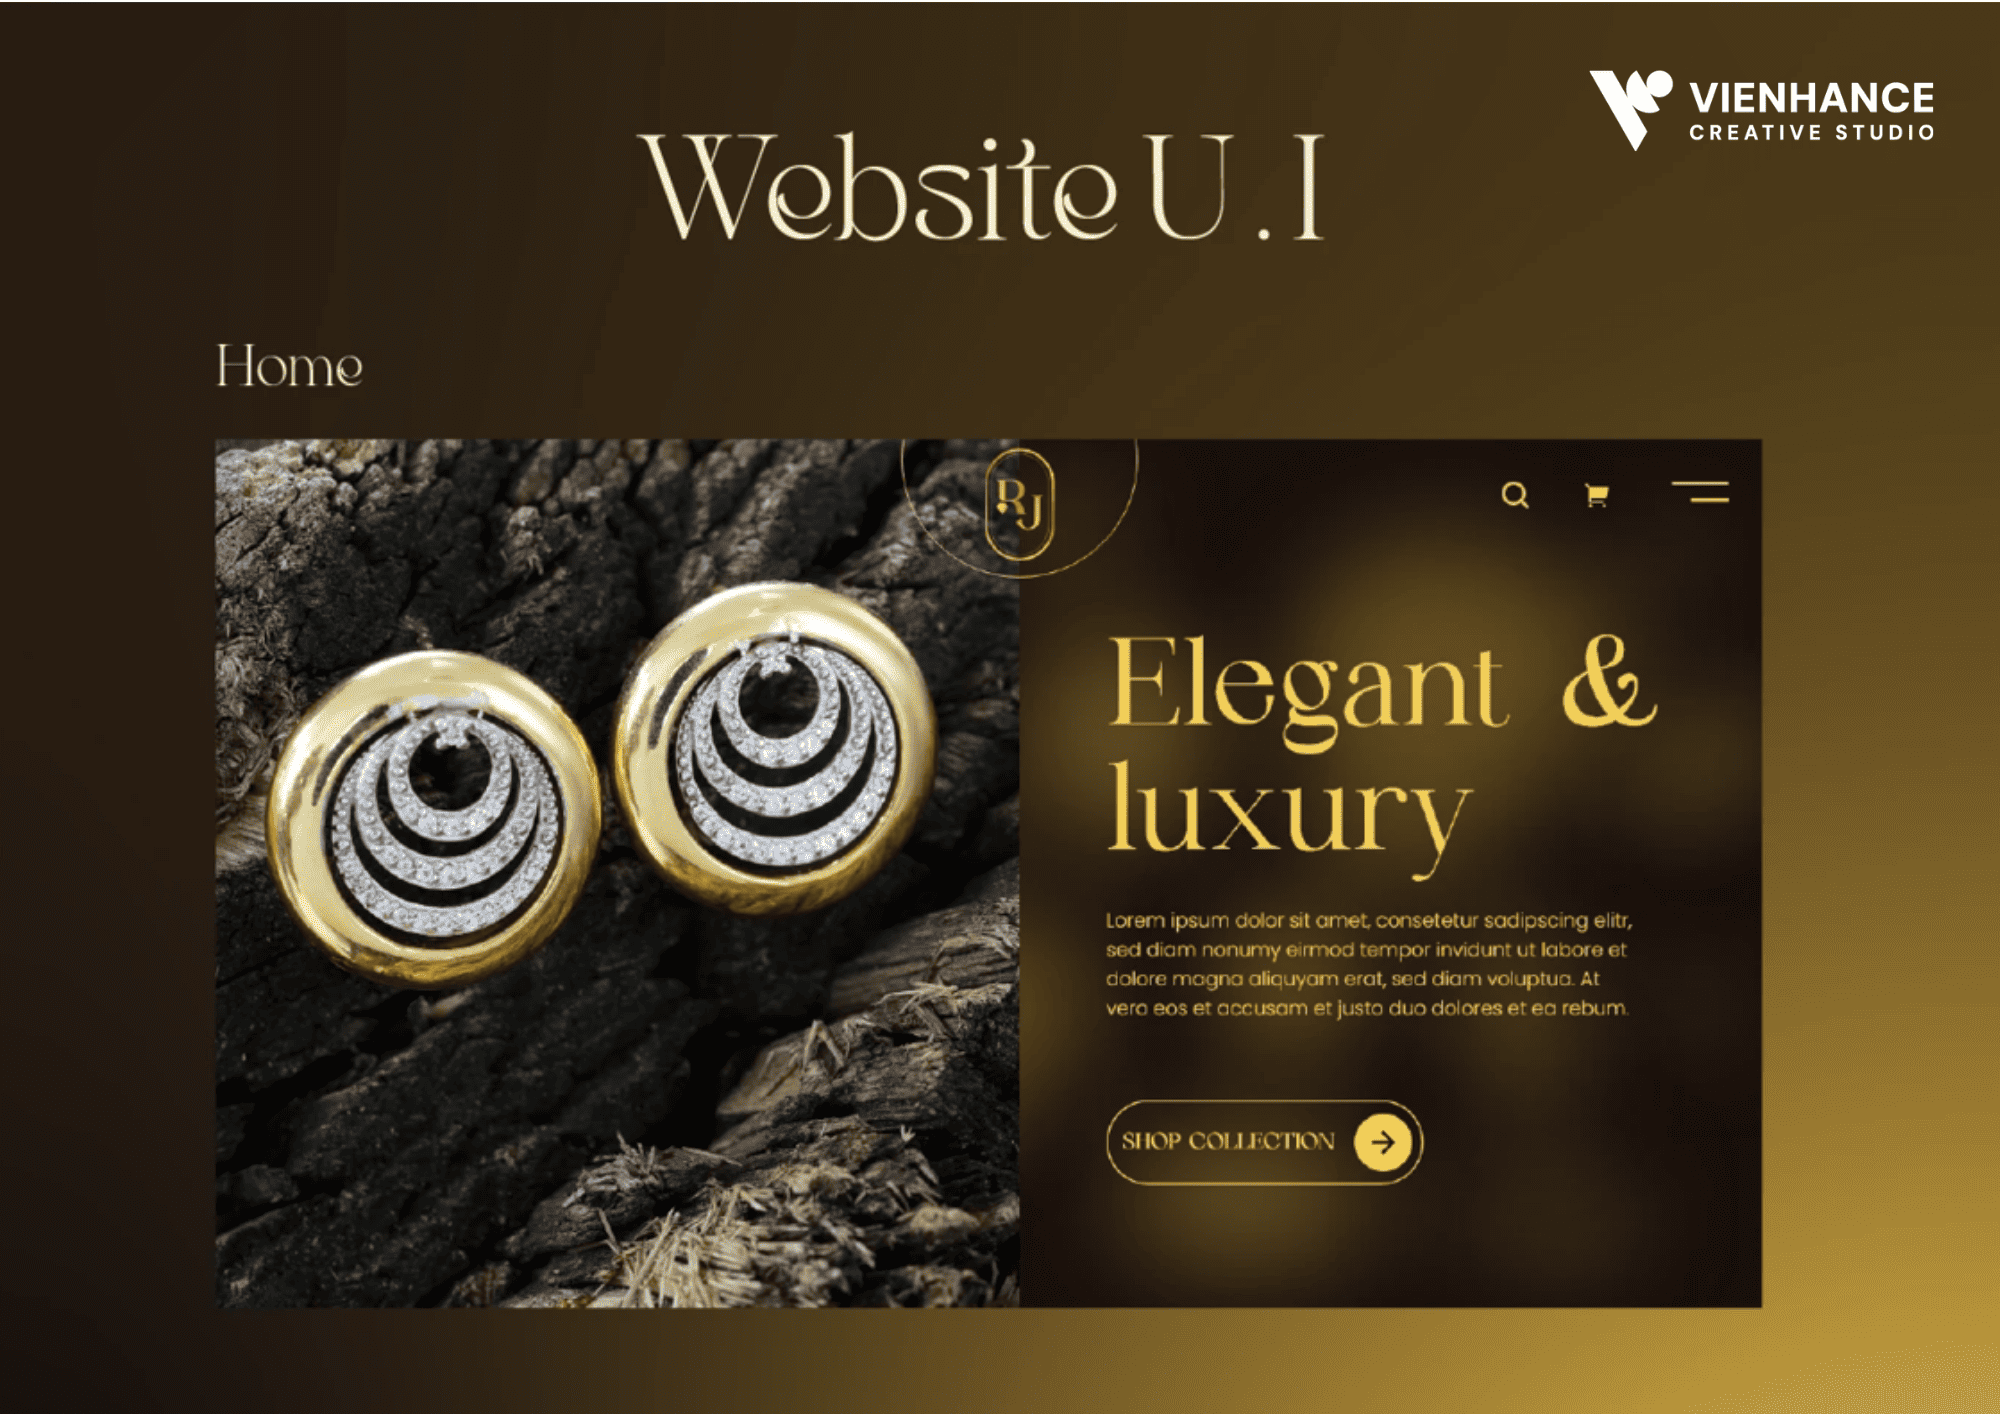 VIENHANCE
CREATIVE STUDIO
Website U.I
Home
RJ
Elegant &
luxury
Lorem ipsum dolor sit amet, consetetur sadipscing elitr,
sed diam nonumy eirmod tempor invidunt ut labore et
dolore magna aliquyam erat, sed diam voluptua. At
vero eos et accusam et justo duo dolores et ea rebum.
SHOP COLLECTION